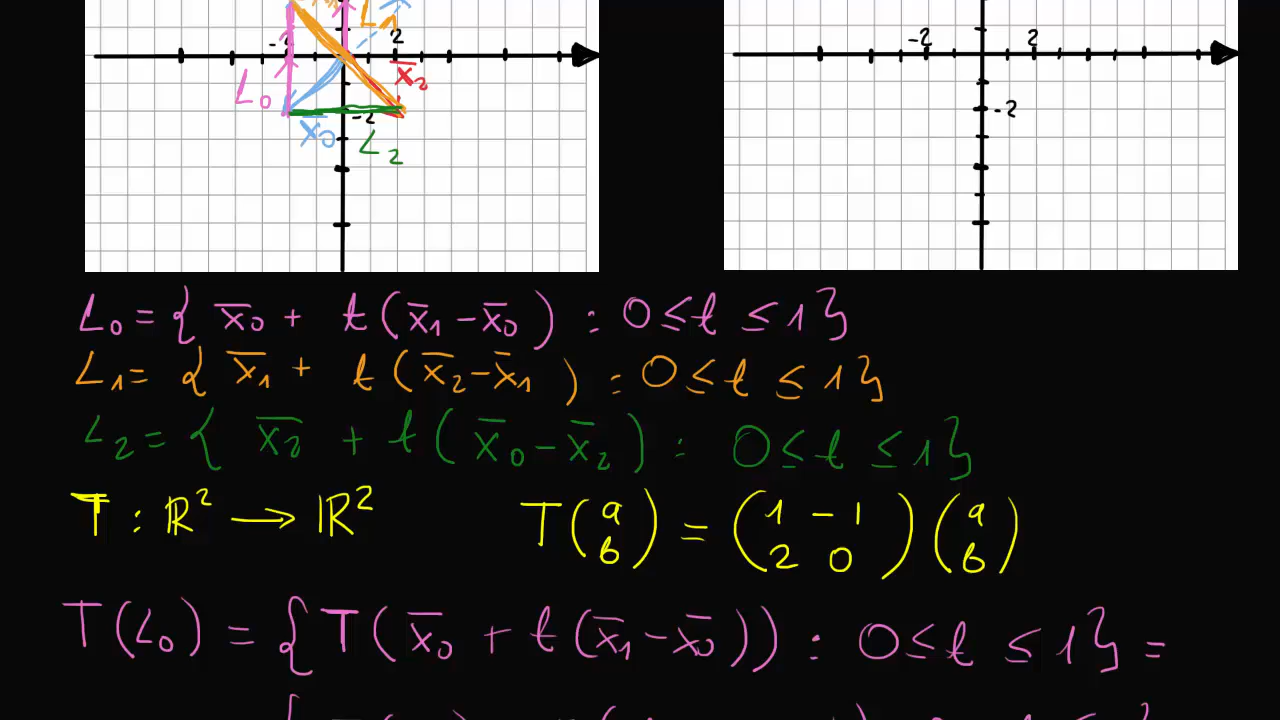 -2 2 L₁
L₀ x̄₂
x̄₀ -2 L₂
-2 2
-2
L₀ = { x̄₀ + t(x̄₁ - x̄₀) : 0 ≤ t ≤ 1 }
L₁ = { x̄₁ + t(x̄₂ - x̄₁) : 0 ≤ t ≤ 1 }
L₂ = { x̄₂ + t(x̄₀ - x̄₂) : 0 ≤ t ≤ 1 }
T : ℝ² ⟶ ℝ² T(a b) = (1 -1 2 0)(a b)
T(L₀) = { T(x̄₀ + t(x̄₁ - x̄₀)) : 0 ≤ t ≤ 1 } =